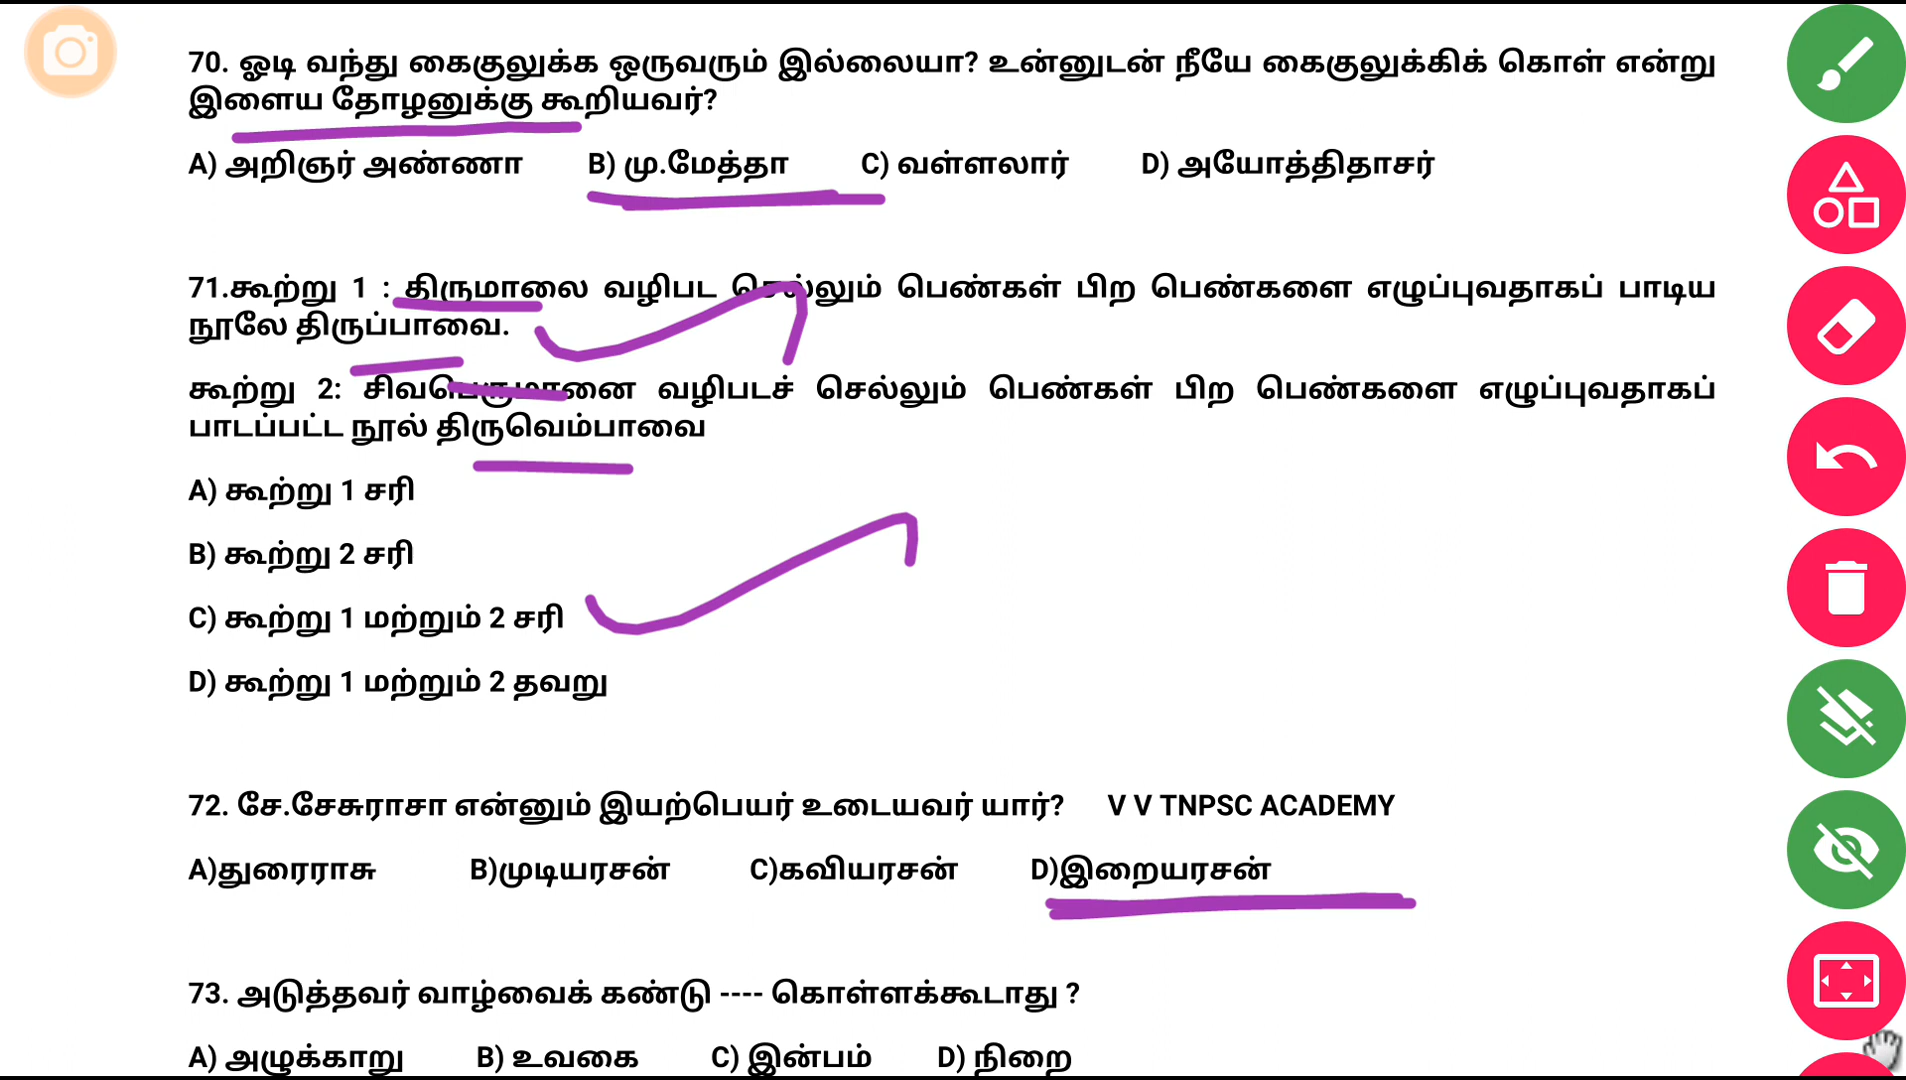 70. ஓடி வந்து கைகுலுக்க ஒருவரும் இல்லையா? உன்னுடன் நீயே கைகுலுக்கிக் கொள் என்று
இளைய தோழனுக்கு கூறியவர்?
A) அறிஞர் அண்ணா B) மு.மேத்தா C) வள்ளலார் D) அயோத்திதாசர்
71.கூற்று 1 : திருமாலை வழிபட செல்லும் பெண்கள் பிற பெண்களை எழுப்புவதாகப் பாடிய
நூலே திருப்பாவை.
கூற்று 2: சிவபெருமானை வழிபடச் செல்லும் பெண்கள் பிற பெண்களை எழுப்புவதாகப்
பாடப்பட்ட நூல் திருவெம்பாவை
A) கூற்று 1 சரி
B) கூற்று 2 சரி
C) கூற்று 1 மற்றும் 2 சரி
D) கூற்று 1 மற்றும் 2 தவறு
72. சே.சேசுராசா என்னும் இயற்பெயர் உடையவர் யார்? V V TNPSC ACADEMY
A)துரைராசு B)முடியரசன் C)கவியரசன் D)இறையரசன்
73. அடுத்தவர் வாழ்வைக் கண்டு ---- கொள்ளக்கூடாது ?
A) அழுக்காறு B) உவகை C) இன்பம் D) நிறை